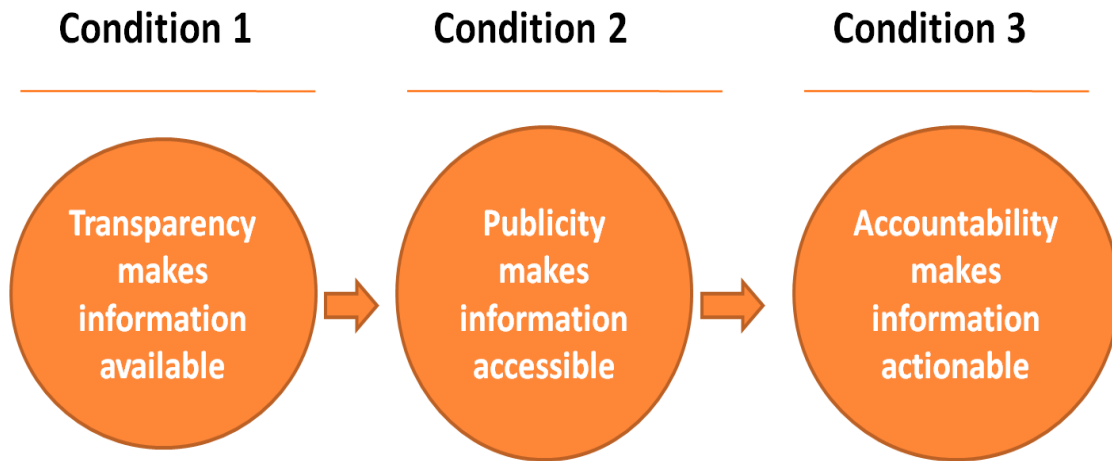 Condition 1
Condition 2
Condition 3
Transparency
makes
information
available
Publicity
makes
information
accessible
Accountability
makes
information
actionable